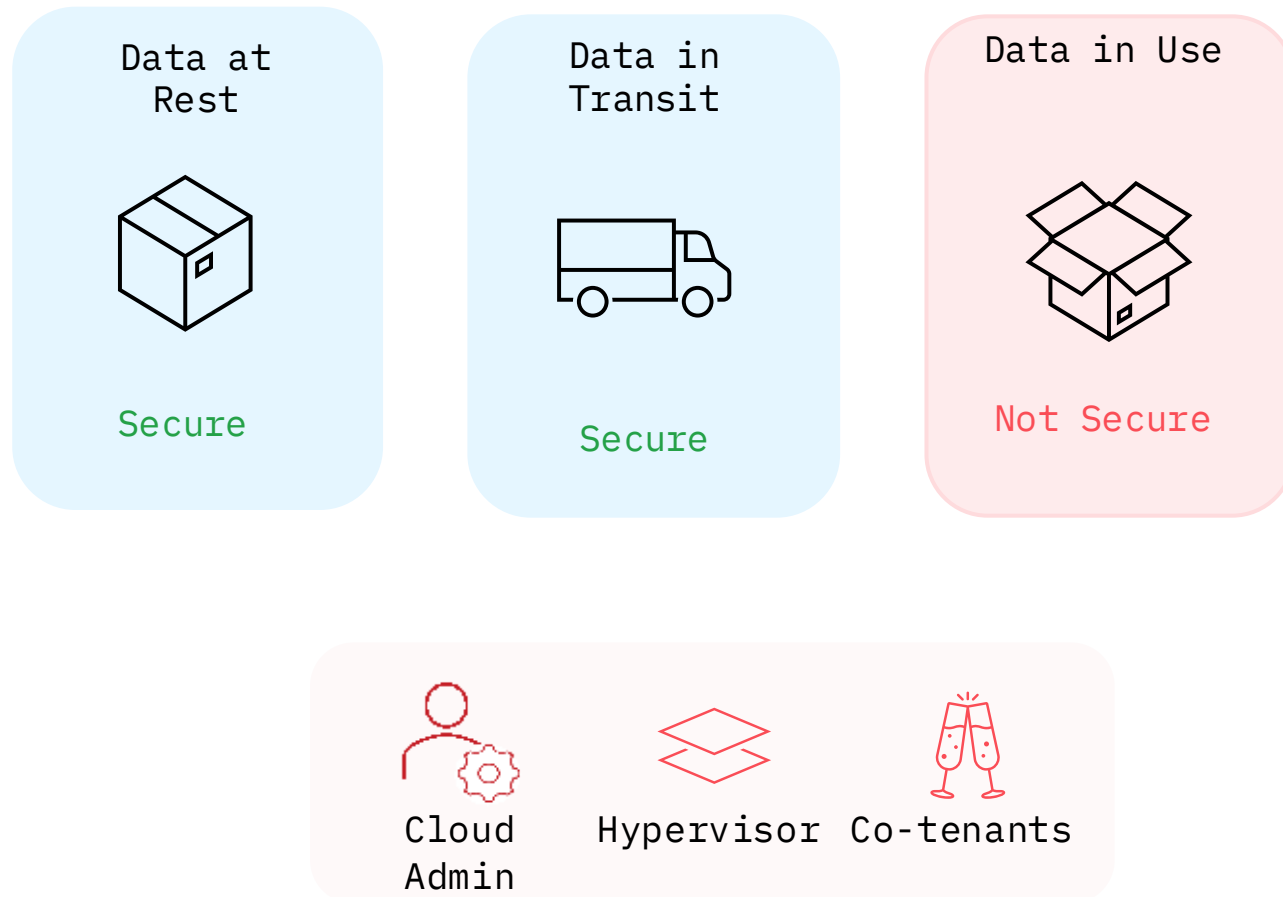 Data at
Rest
Secure
Data in
Transit
Secure
Data in Use
Not Secure
Cloud
Admin
Hypervisor
Co-tenants